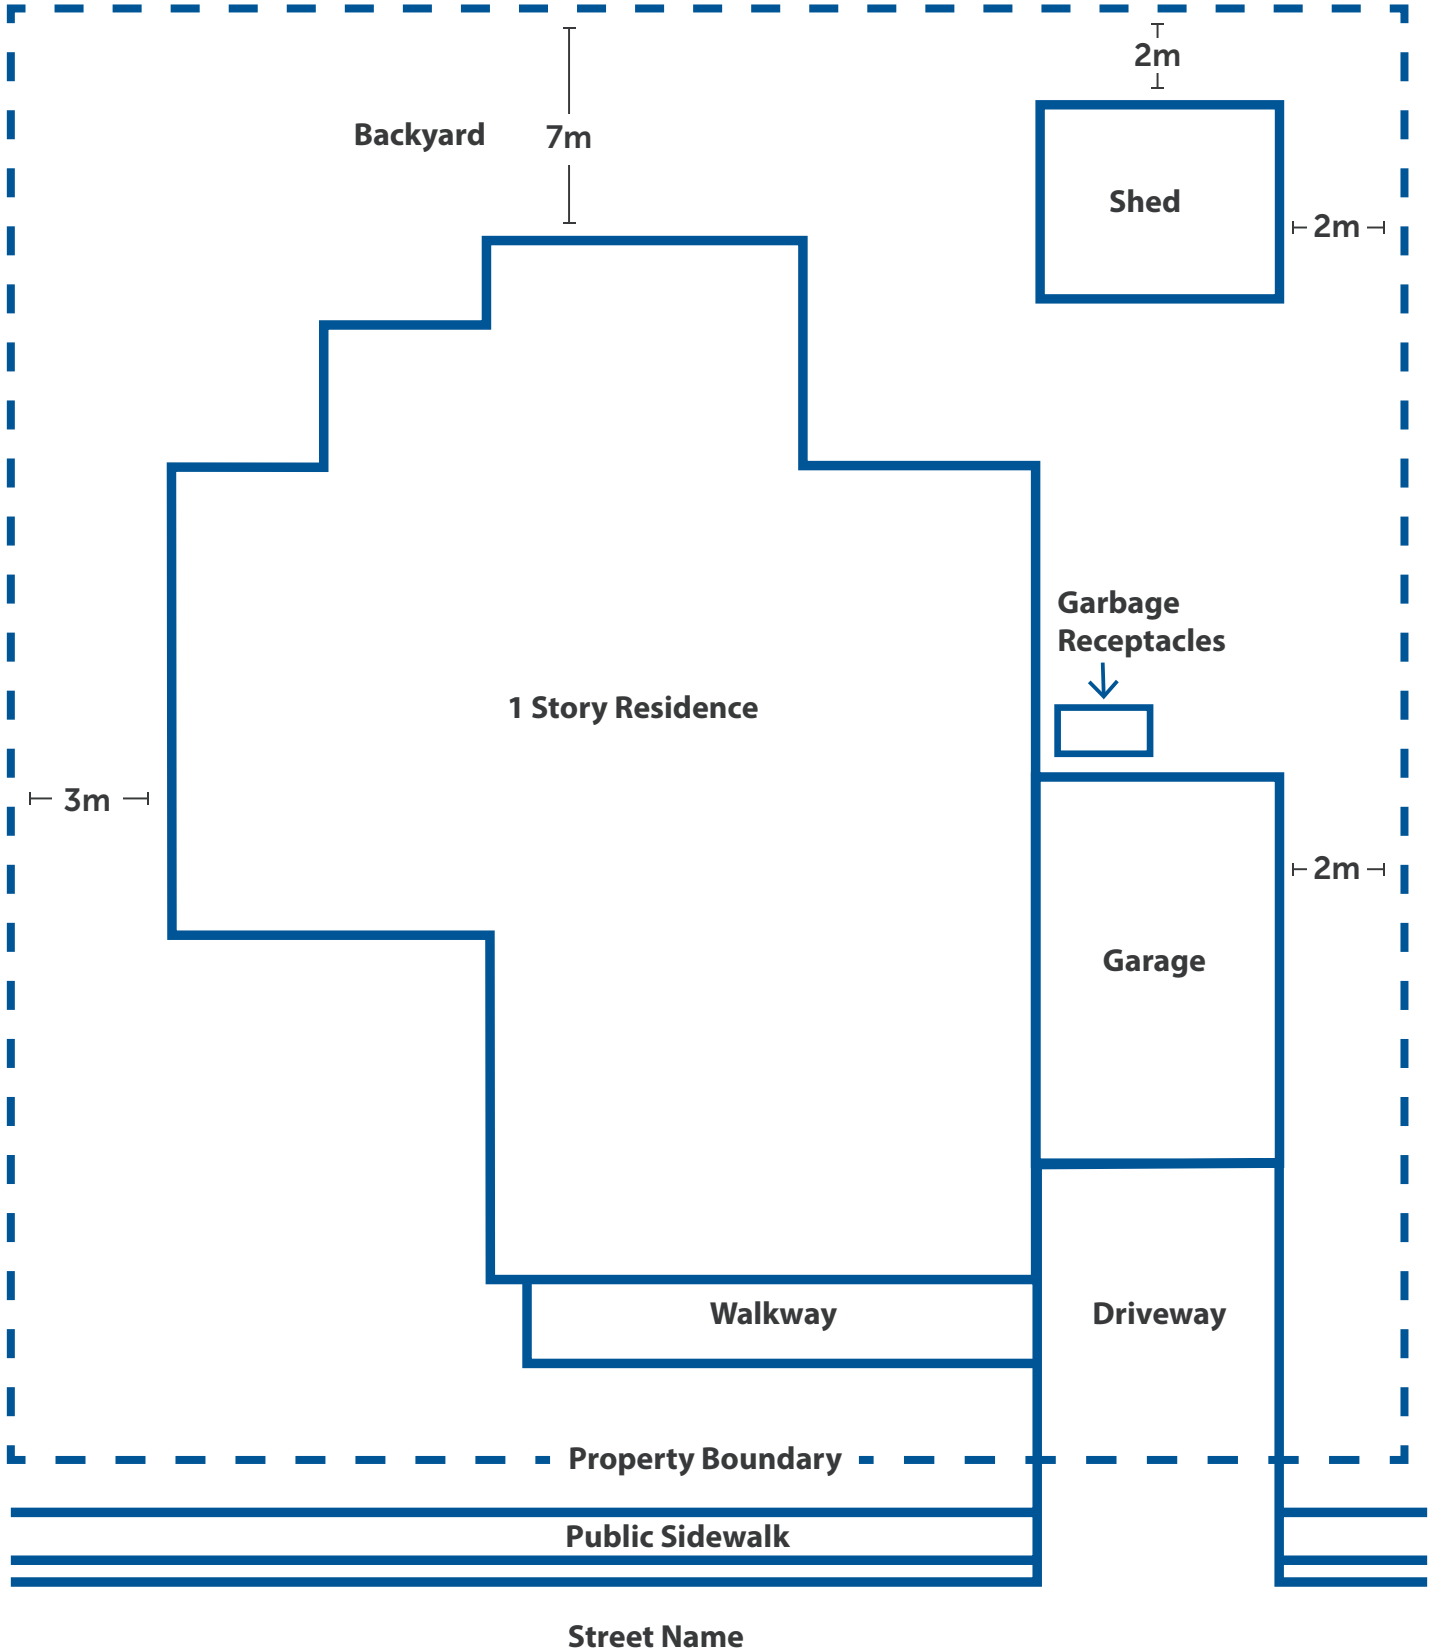 2m
Backyard
7m
Shed
2m
Garbage
Receptacles
1 Story Residence
3m
2m
Garage
Walkway
Driveway
Property Boundary
Public Sidewalk
Street Name